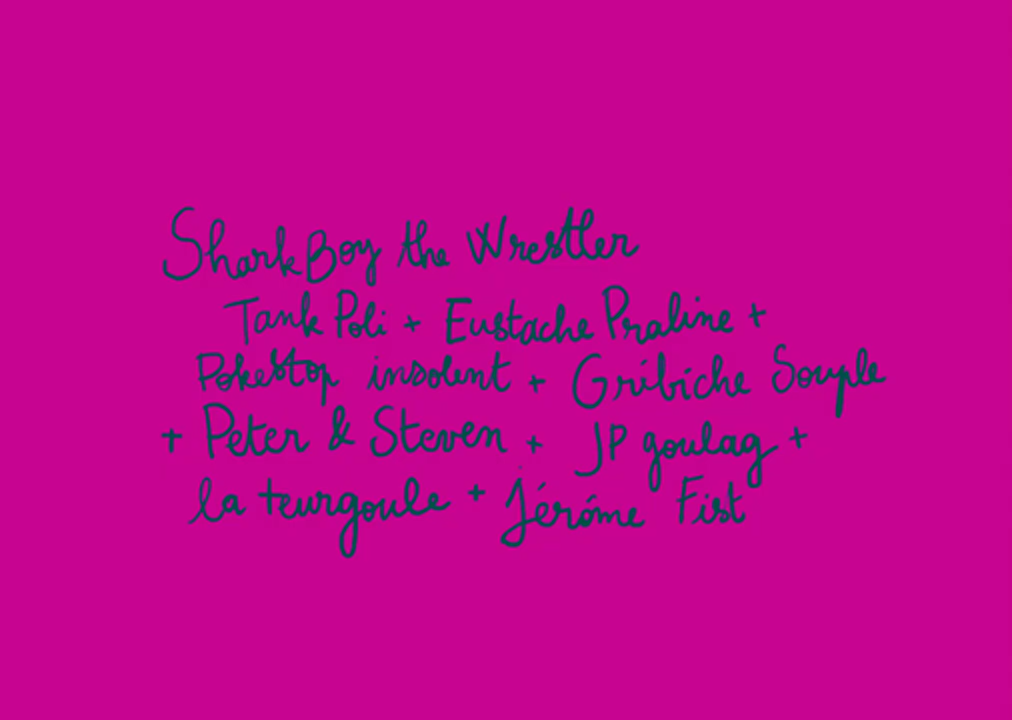 SharkBoy the Wrestler
Tank Poli + Eustache Praline +
PokeStop insolent + Gribiche Souple
+ Peter & Steven + JP goulag +
la teurgoule + Jérôme Fist